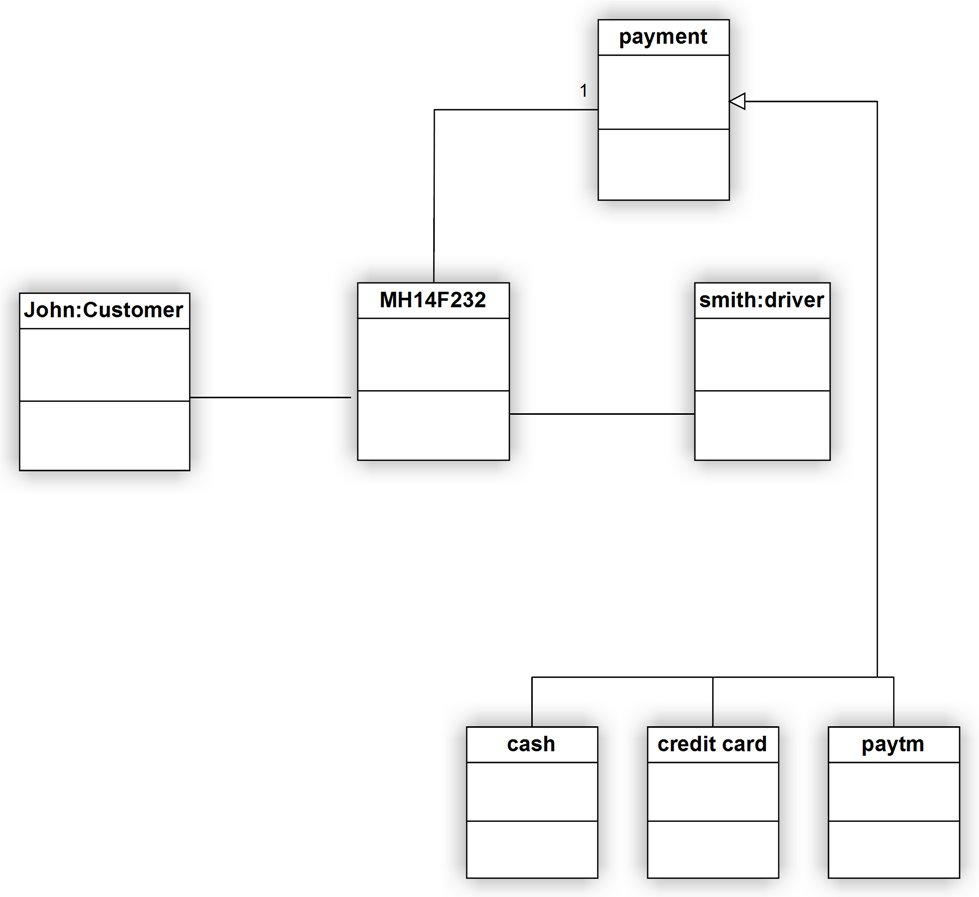 payment
1
John:Customer
MH14F232
smith:driver
cash
credit card
paytm